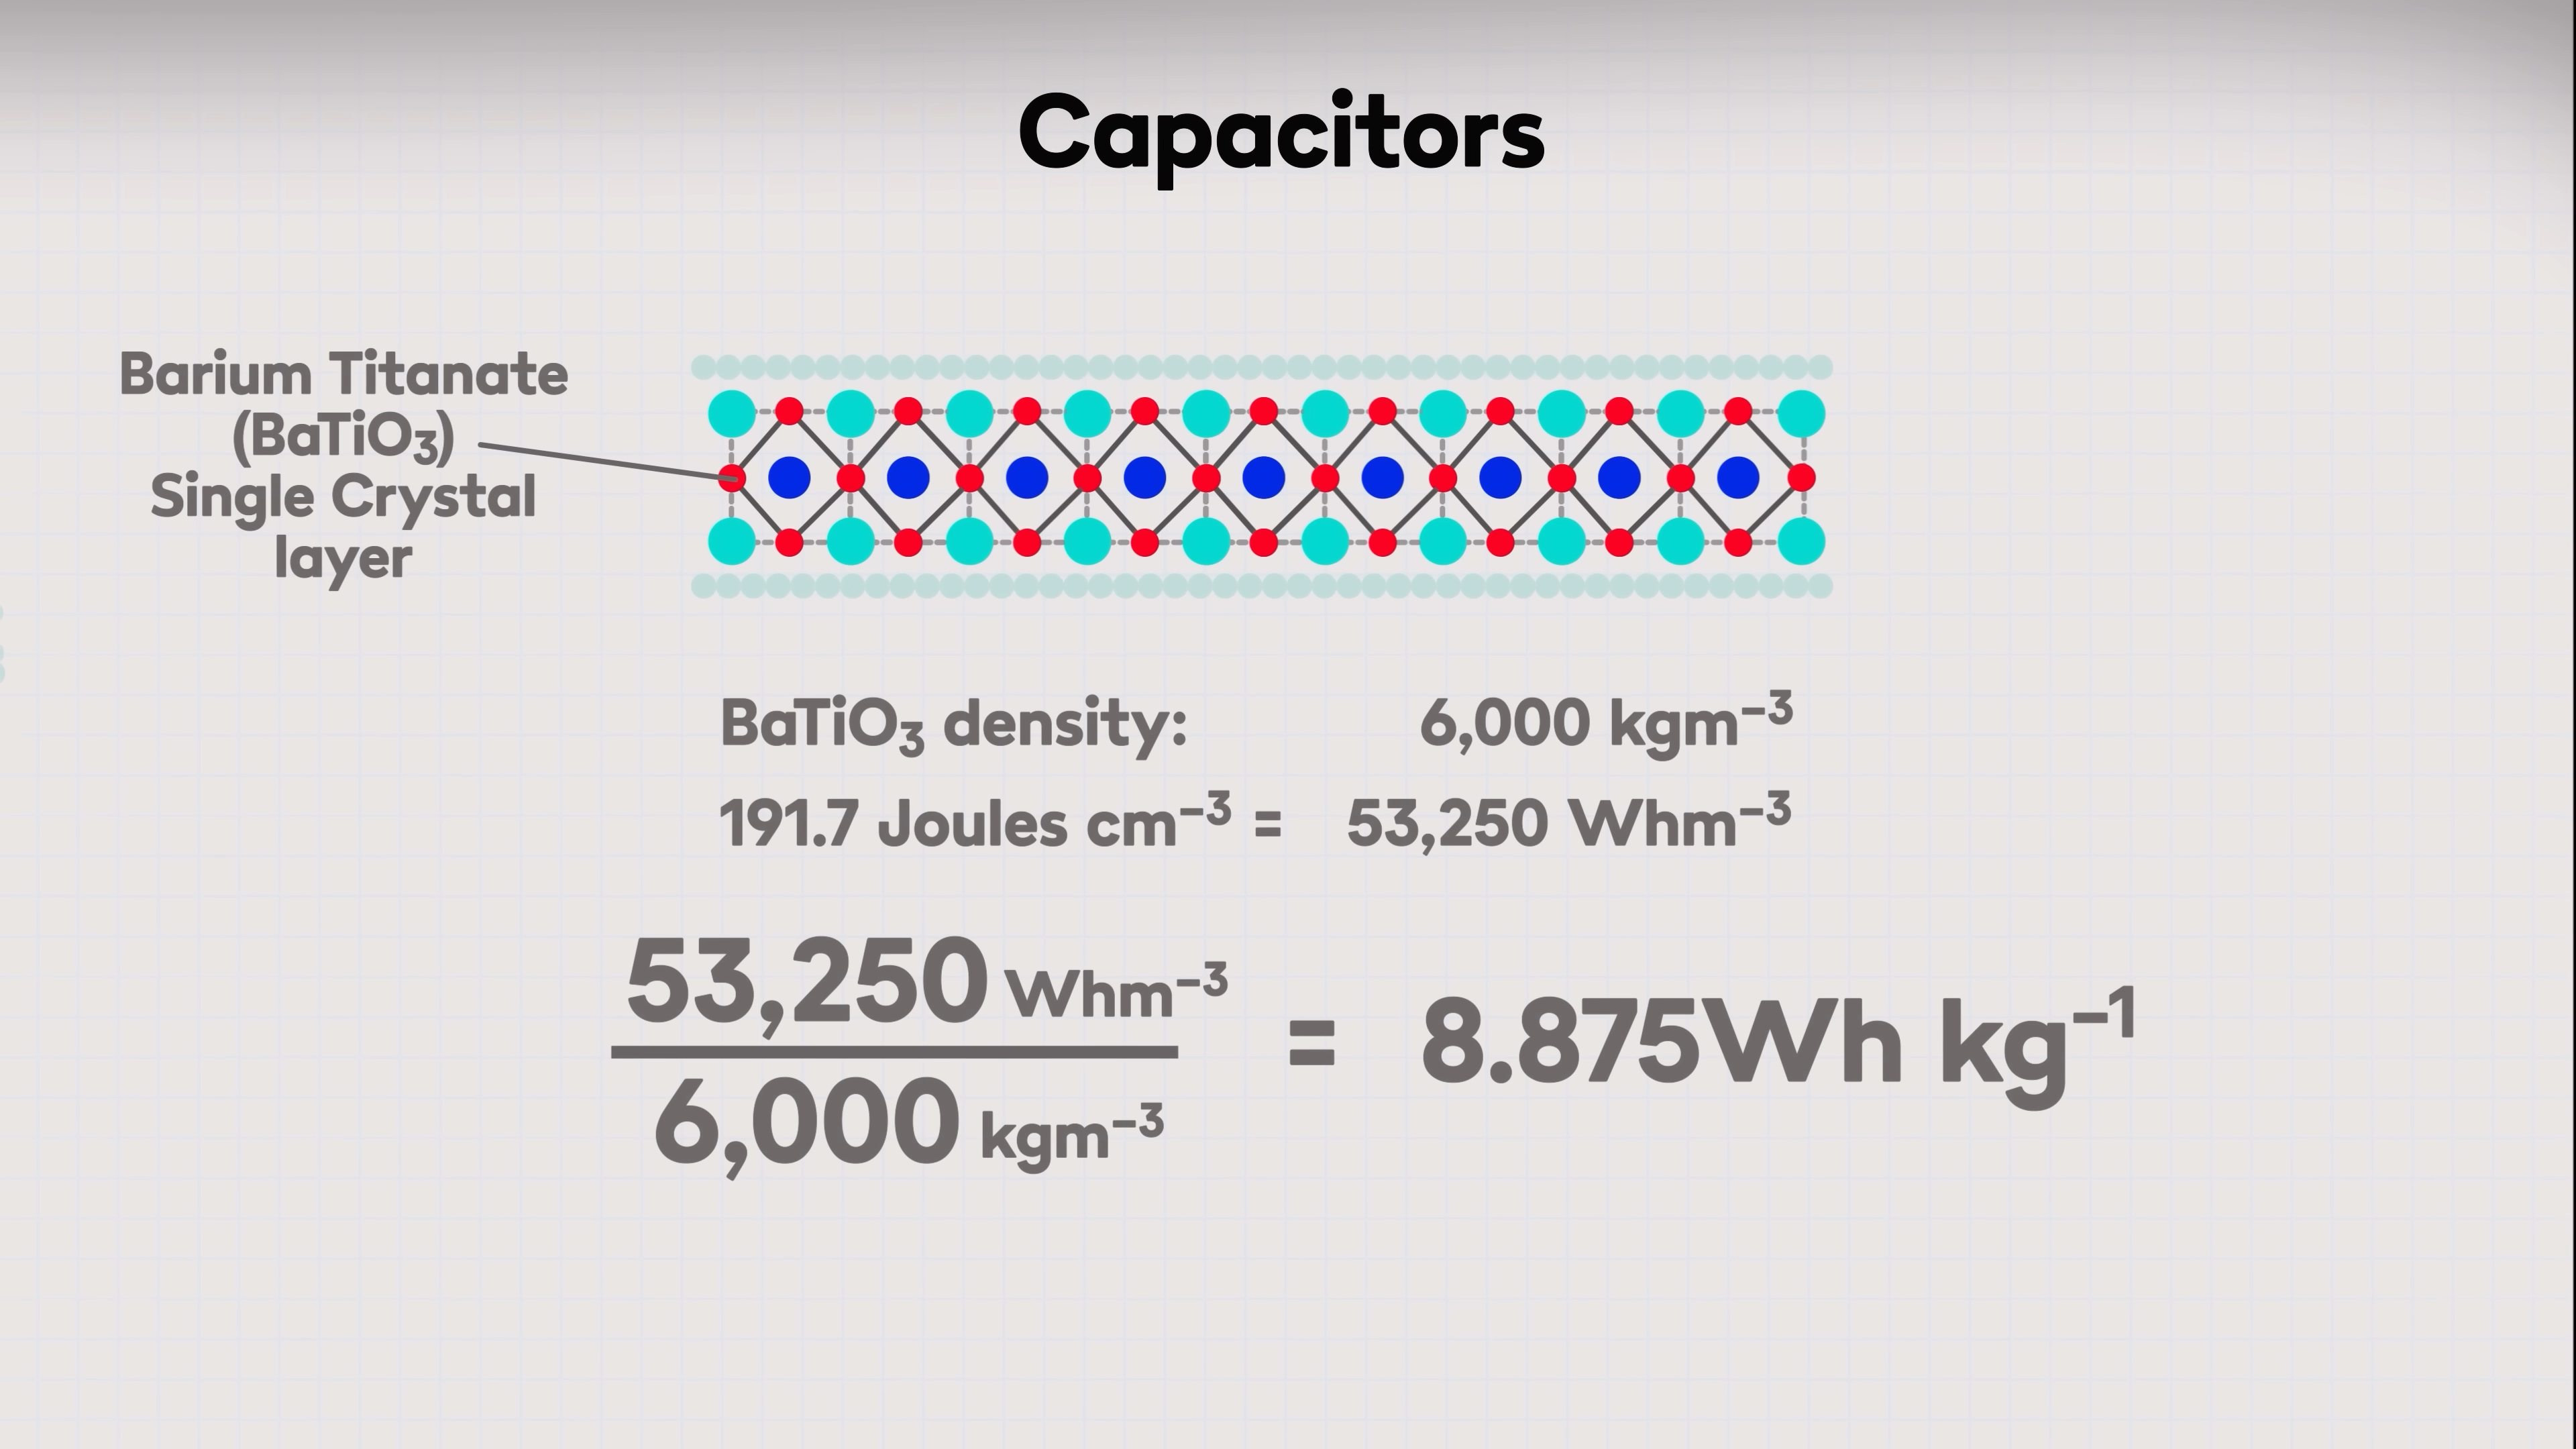 Capacitors
Barium Titanate
(BaTiO₃)
Single Crystal
layer
BaTiO₃ density: 6,000 kgm⁻³
191.7 Joules cm⁻³ = 53,250 Whm⁻³
53,250 Whm⁻³
6,000 kgm⁻³
= 8.875Wh kg⁻¹